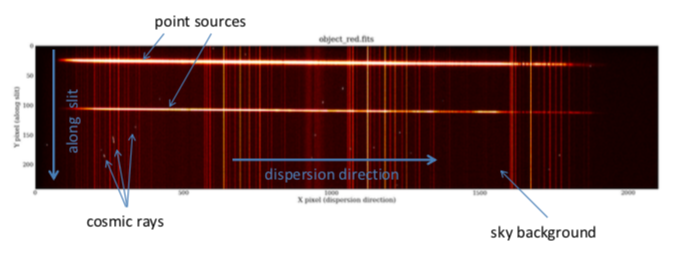 point sources
object_red.fits
0
50
100
150
200
Y pixel (along slit)
along slit
dispersion direction
0
500
1000
1500
2000
X pixel (dispersion direction)
cosmic rays
sky background